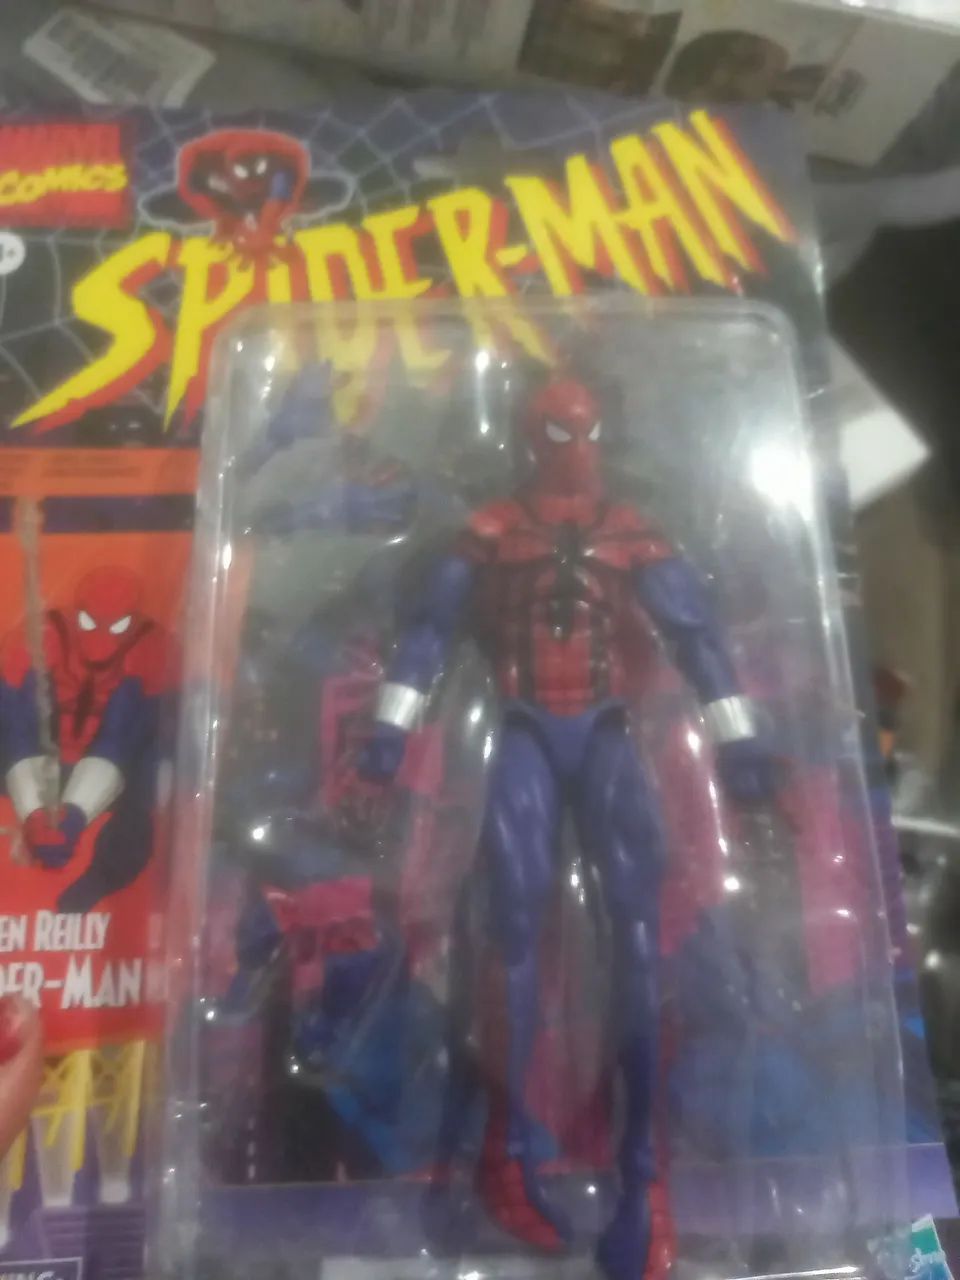 MARVEL
COMICS
SPIDER-MAN
EN REILLY
DER-MAN